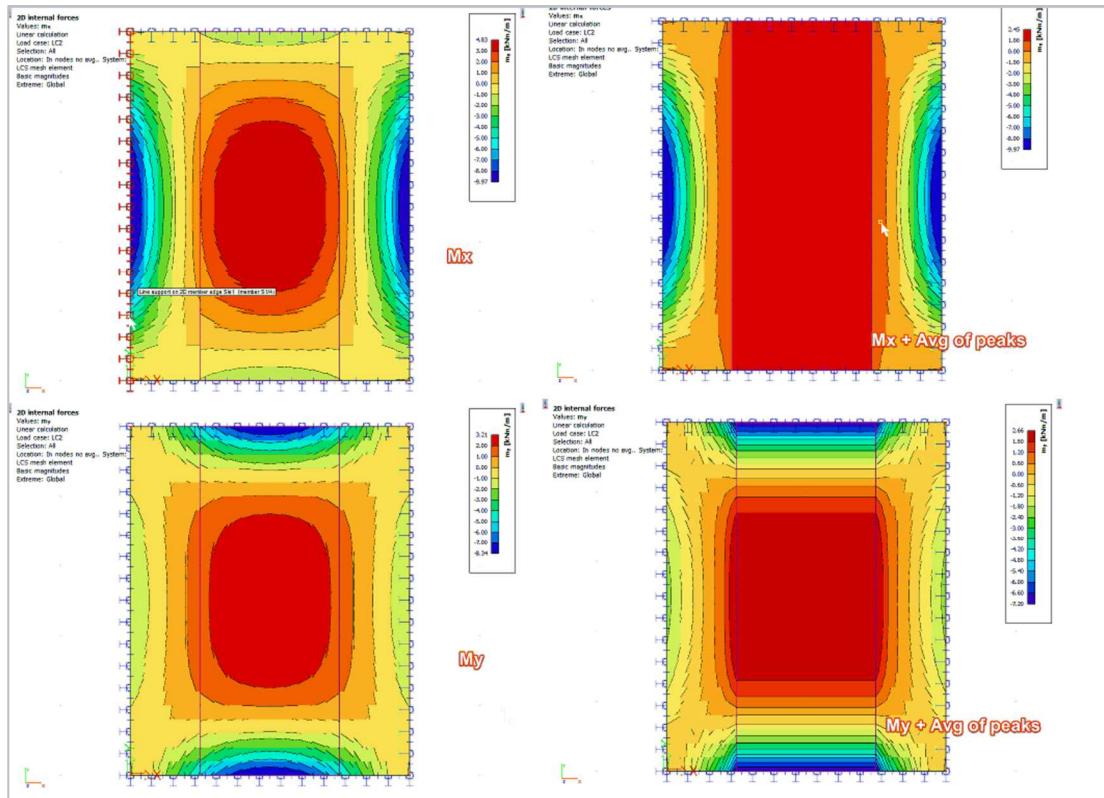 2D internal forces
Values: mx
Linear calculation
Load case: LC2
Selection: All
Location: In nodes no avg.. System:
LCS mesh element
Basic magnitudes
Extreme: Global
4.83
3.00
2.00
1.00
0.00
-1.00
-2.00
-3.00
-4.00
-5.00
-6.00
-7.00
-8.00
-9.97
mx [kNm/m]
Line support on 2D member edge
Mx
2D internal forces
Values: mx
Linear calculation
Load case: LC2
Selection: All
Location: In nodes no avg.. System:
LCS mesh element
Basic magnitudes
Extreme: Global
2.45
1.00
0.00
-1.00
-2.00
-3.00
-4.00
-5.00
-6.00
-7.00
-8.00
-9.97
mx [kNm/m]
Mx + Avg of peaks
2D internal forces
Values: my
Linear calculation
Load case: LC2
Selection: All
Location: In nodes no avg.. System:
LCS mesh element
Basic magnitudes
Extreme: Global
3.21
2.00
1.00
0.00
-1.00
-2.00
-3.00
-4.00
-5.00
-6.00
-7.00
-8.34
my [kNm/m]
My
2D internal forces
Values: my
Linear calculation
Load case: LC2
Selection: All
Location: In nodes no avg.. System:
LCS mesh element
Basic magnitudes
Extreme: Global
2.66
1.80
1.20
0.60
0.00
-0.60
-1.20
-1.80
-2.40
-3.00
-3.60
-4.20
-4.80
-5.40
-6.00
-6.60
-7.20
my [kNm/m]
My + Avg of peaks